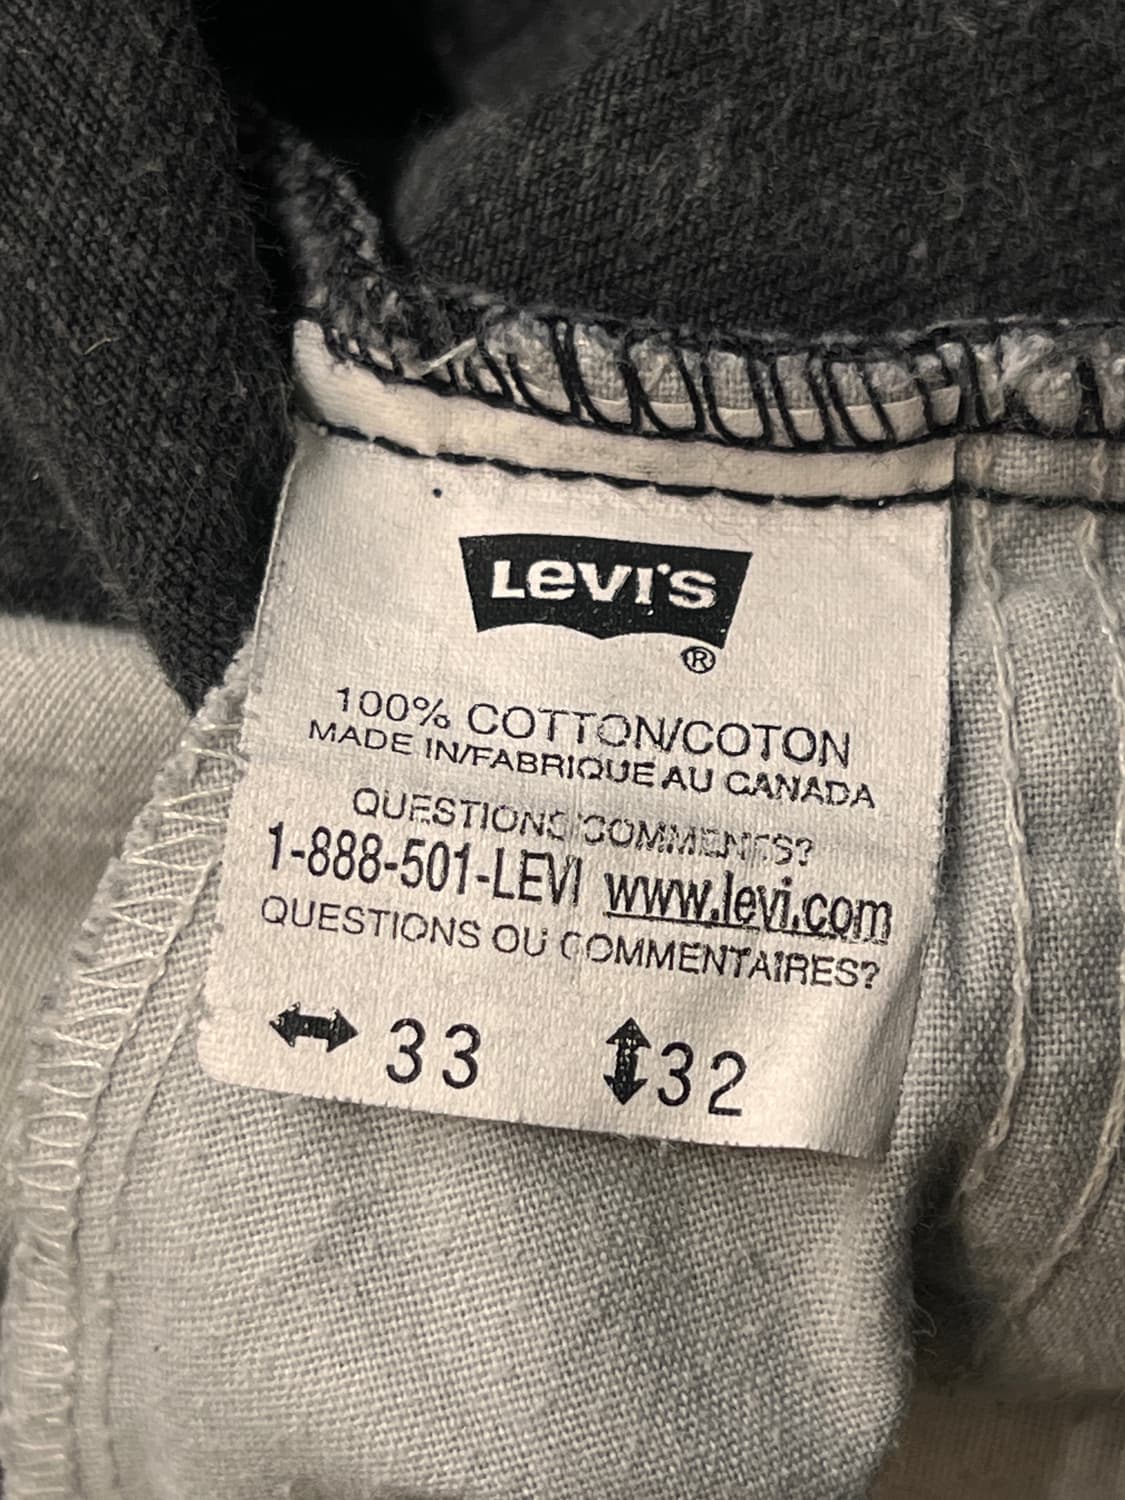 LEVI'S
®
100% COTTON/COTON
MADE IN/FABRIQUE AU CANADA
QUESTIONS COMMENTS?
1-888-501-LEVI www.levi.com
QUESTIONS OU COMMENTAIRES?
33 32